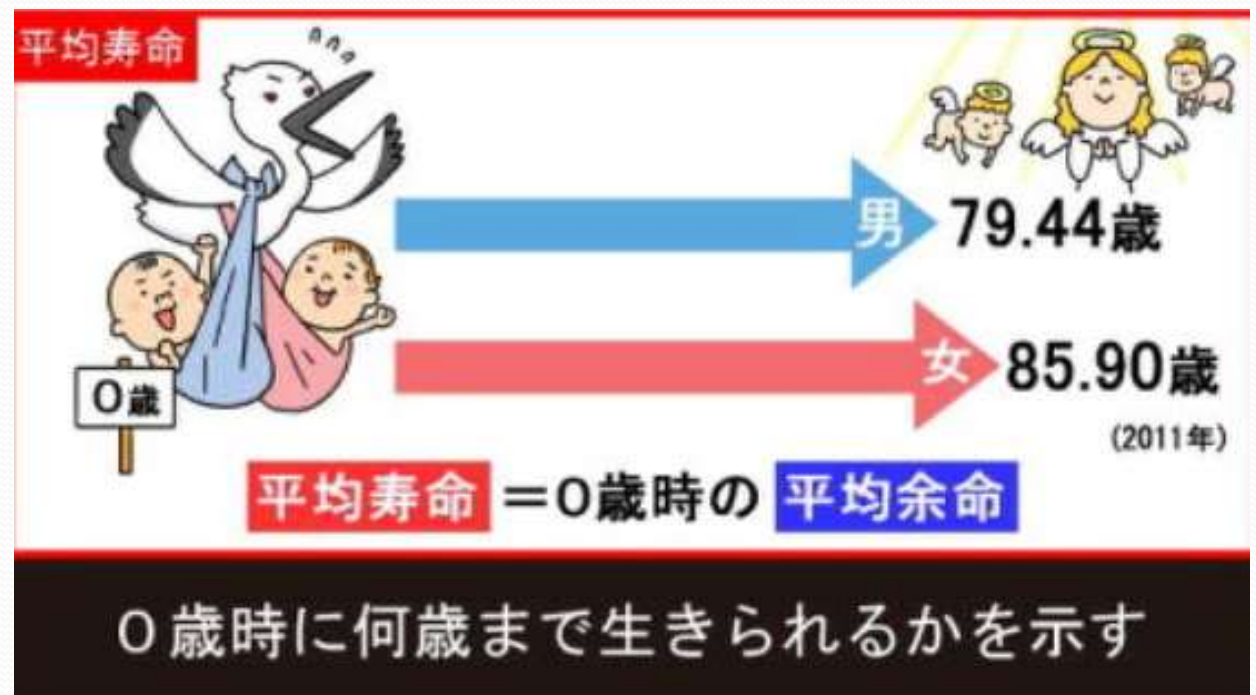 平均寿命
男 79.44歳
0歳
女 85.90歳
(2011年)
平均寿命＝0歳時の 平均余命
0歳時に何歳まで生きられるかを示す